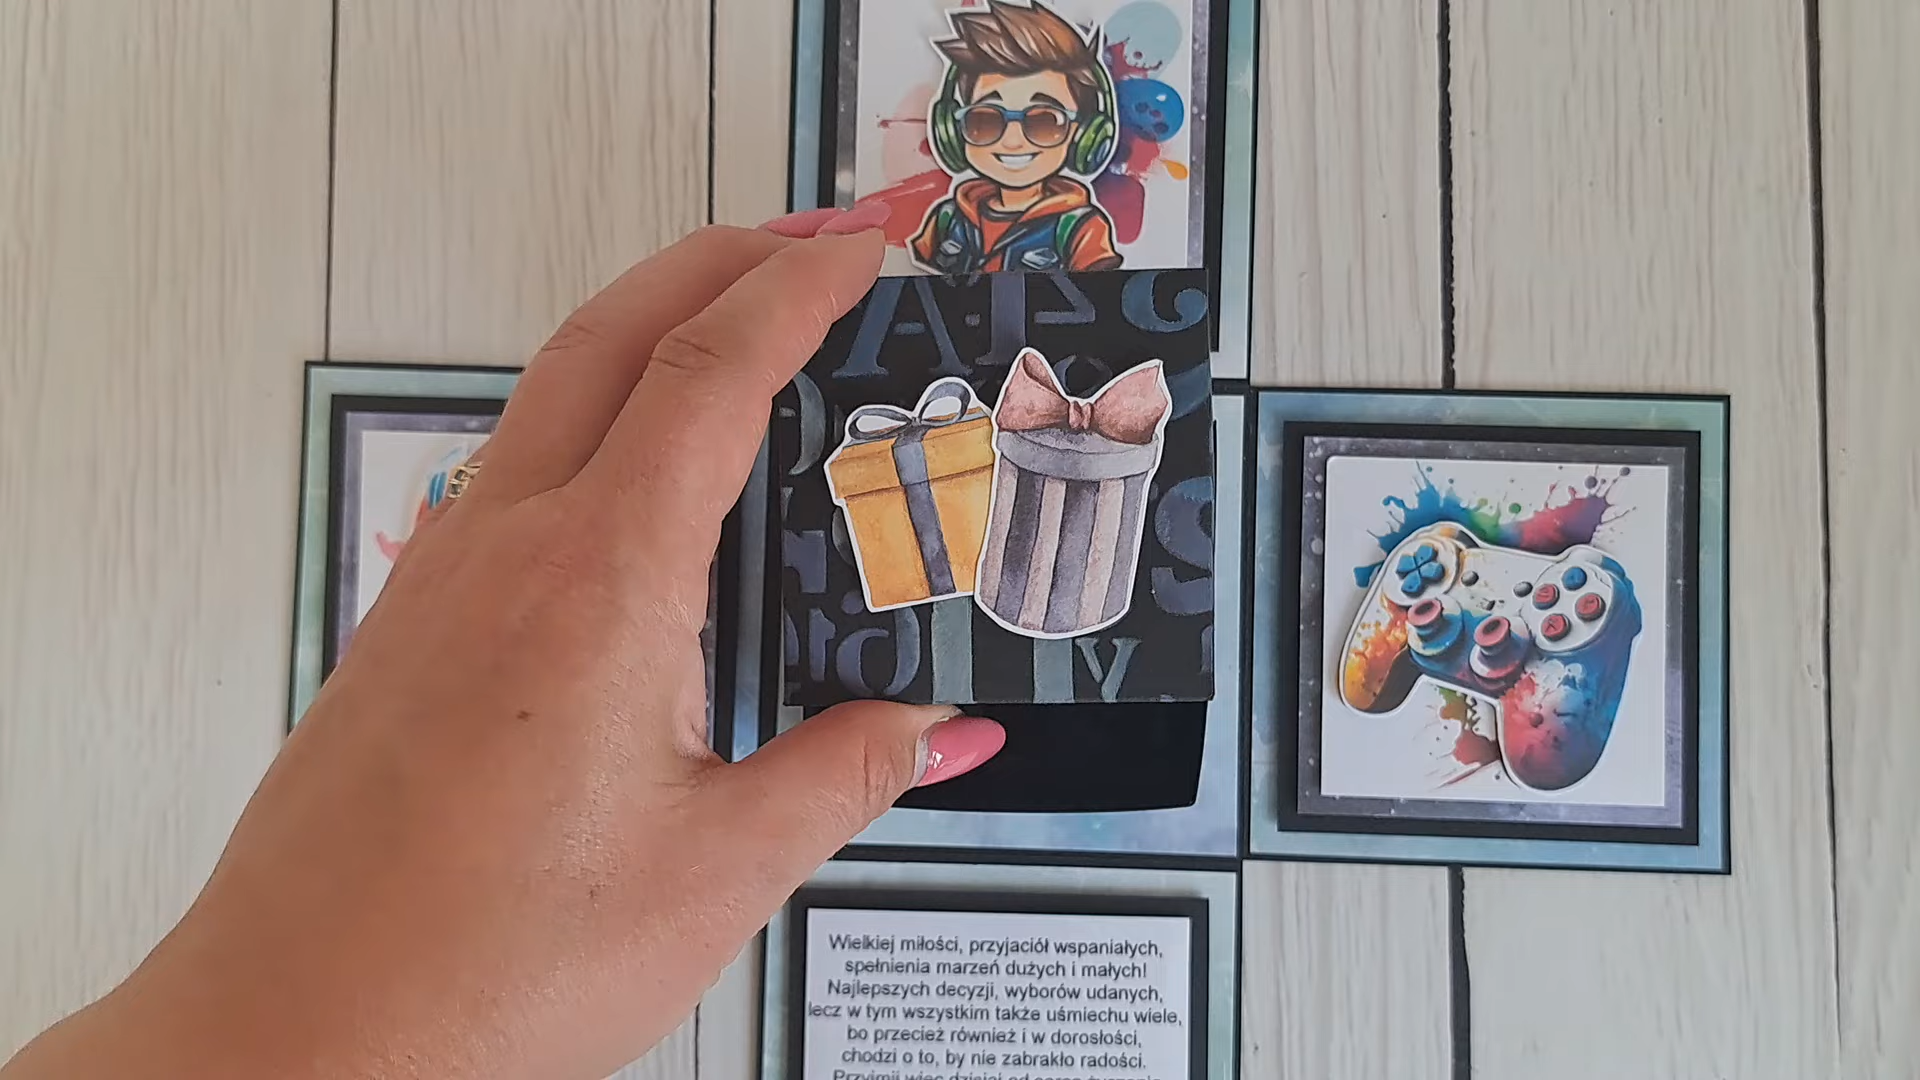 Wielkiej miłości, przyjaciół wspaniałych,
spełnienia marzeń dużych i małych!
Najlepszych decyzji, wyborów udanych,
lecz w tym wszystkim także uśmiechu wiele,
bo przecież również i w dorosłości,
chodzi o to, by nie zabrakło radości.